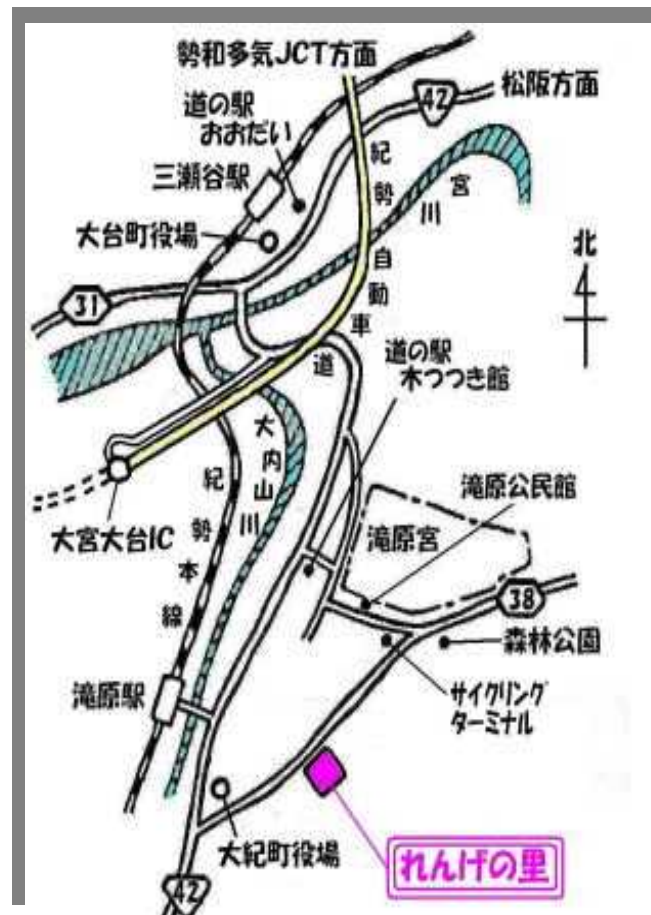 勢和多気JCT方面
42
松阪方面
道の駅
おおだい
三瀬谷駅
大台町役場
紀勢自動車道
宮川
北
31
道の駅
木つつき館
大内山川
滝原公民館
滝原宮
大宮大台IC
紀勢本線
38
森林公園
サイクリング
ターミナル
滝原駅
大紀町役場
れんげの里
42